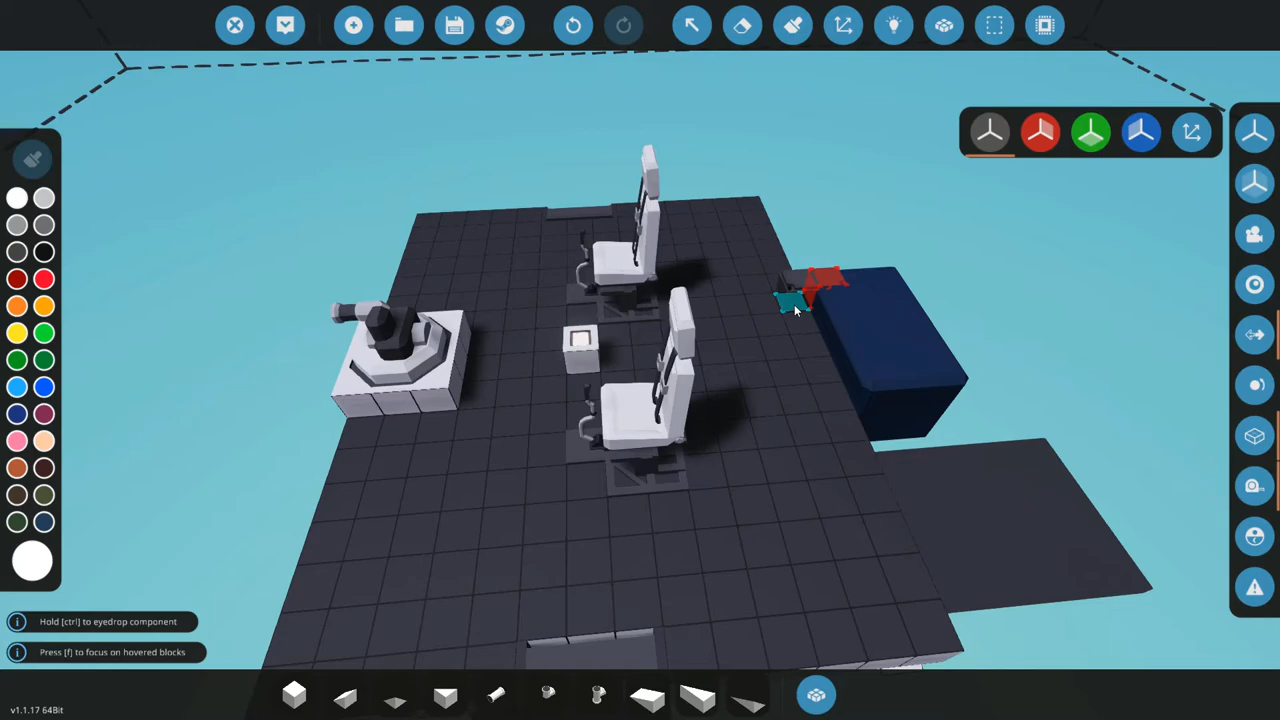 Hold [ctrl] to eyedrop component
Press [f] to focus on hovered blocks
v1.1.17 64Bit